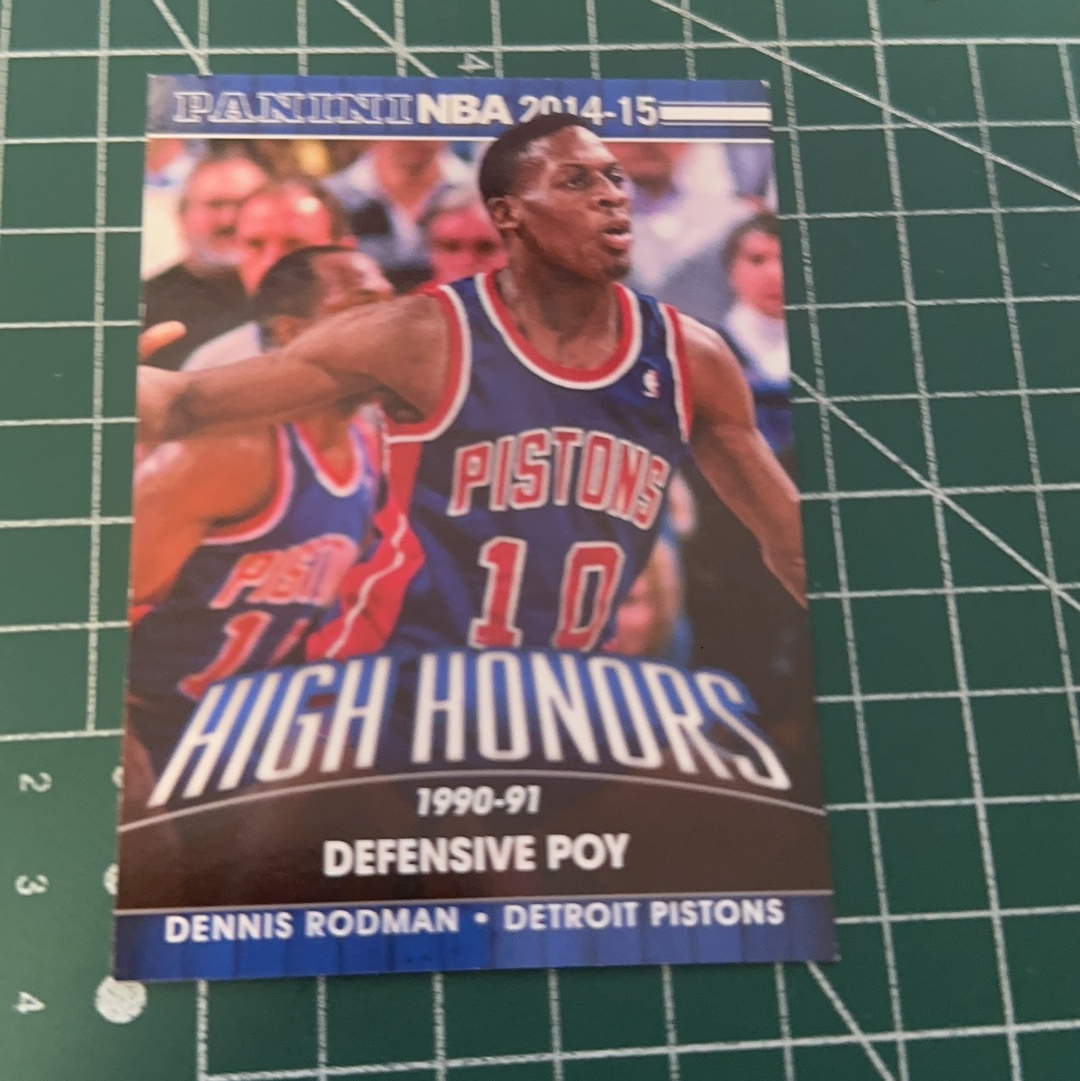 4
PANINI NBA 2014-15
PISTONS
10
HIGH HONORS
1990-91
DEFENSIVE POY
DENNIS RODMAN • DETROIT PISTONS
2
3
4